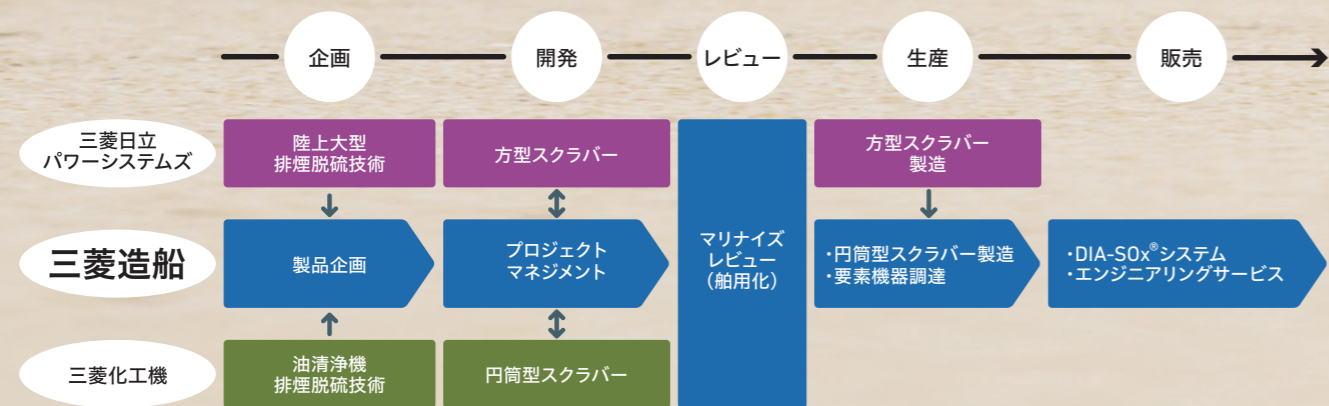 企画
開発
レビュー
生産
販売
三菱日立
パワーシステムズ
陸上大型
排煙脱硫技術
方型スクラバー
方型スクラバー
製造
三菱造船
製品企画
プロジェクト
マネジメント
マリナイズ
レビュー
（舶用化）
・円筒型スクラバー製造
・要素機器調達
・DIA-SOx®システム
・エンジニアリングサービス
三菱化工機
油清浄機
排煙脱硫技術
円筒型スクラバー